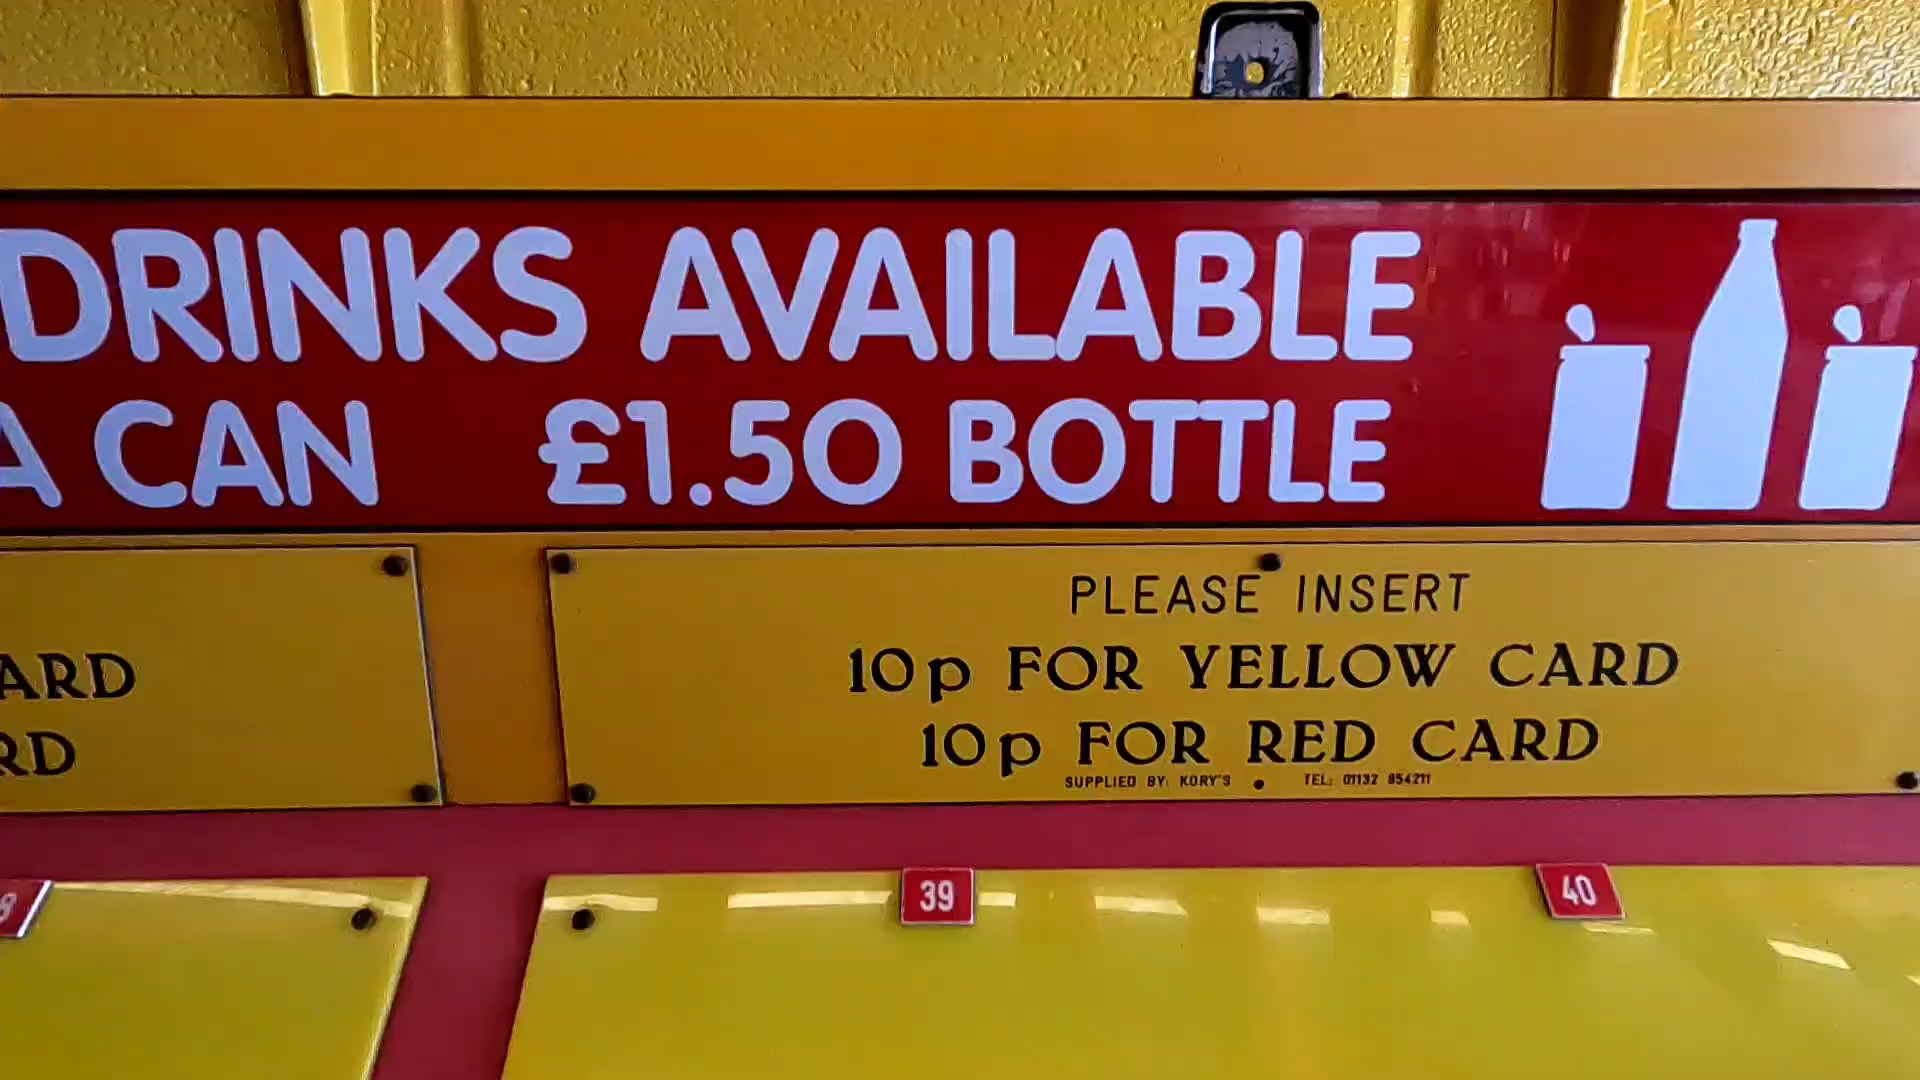 DRINKS AVAILABLE
A CAN £1.50 BOTTLE
PLEASE INSERT
10p FOR YELLOW CARD
10p FOR RED CARD
SUPPLIED BY: KORY'S TEL: 01132 854211
ARD
RD
8
39
40